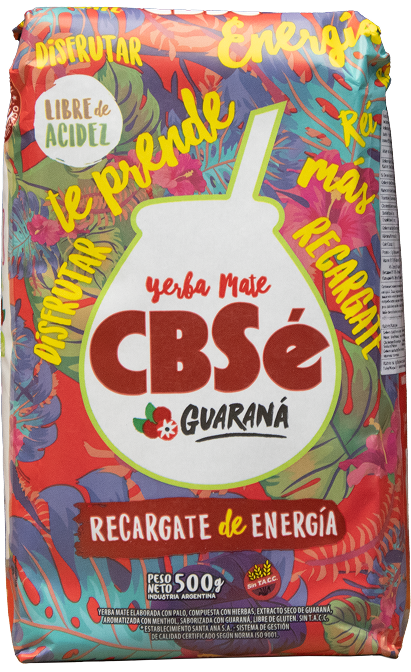 DISFRUTAR
Energía
LIBRE de
ACIDEZ
te prende
más
DISFRUTAR
RECARGATE
yerba Mate
CBSé
GUARANÁ
RECARGATE de ENERGÍA
PESO
NETO 500g
INDUSTRIA ARGENTINA
Sin T.A.C.C.
YERBA MATE ELABORADA CON PALO, COMPUESTA CON HIERBAS, EXTRACTO SECO DE GUARANÁ,
AROMATIZADA CON MENTHOL, SABORIZADA CON GUARANÁ, LIBRE DE GLUTEN. SIN T.A.C.C.
* ESTABLECIMIENTO SANTA ANA S.A. - SISTEMA DE GESTIÓN
DE CALIDAD CERTIFICADO SEGÚN NORMA ISO 9001.